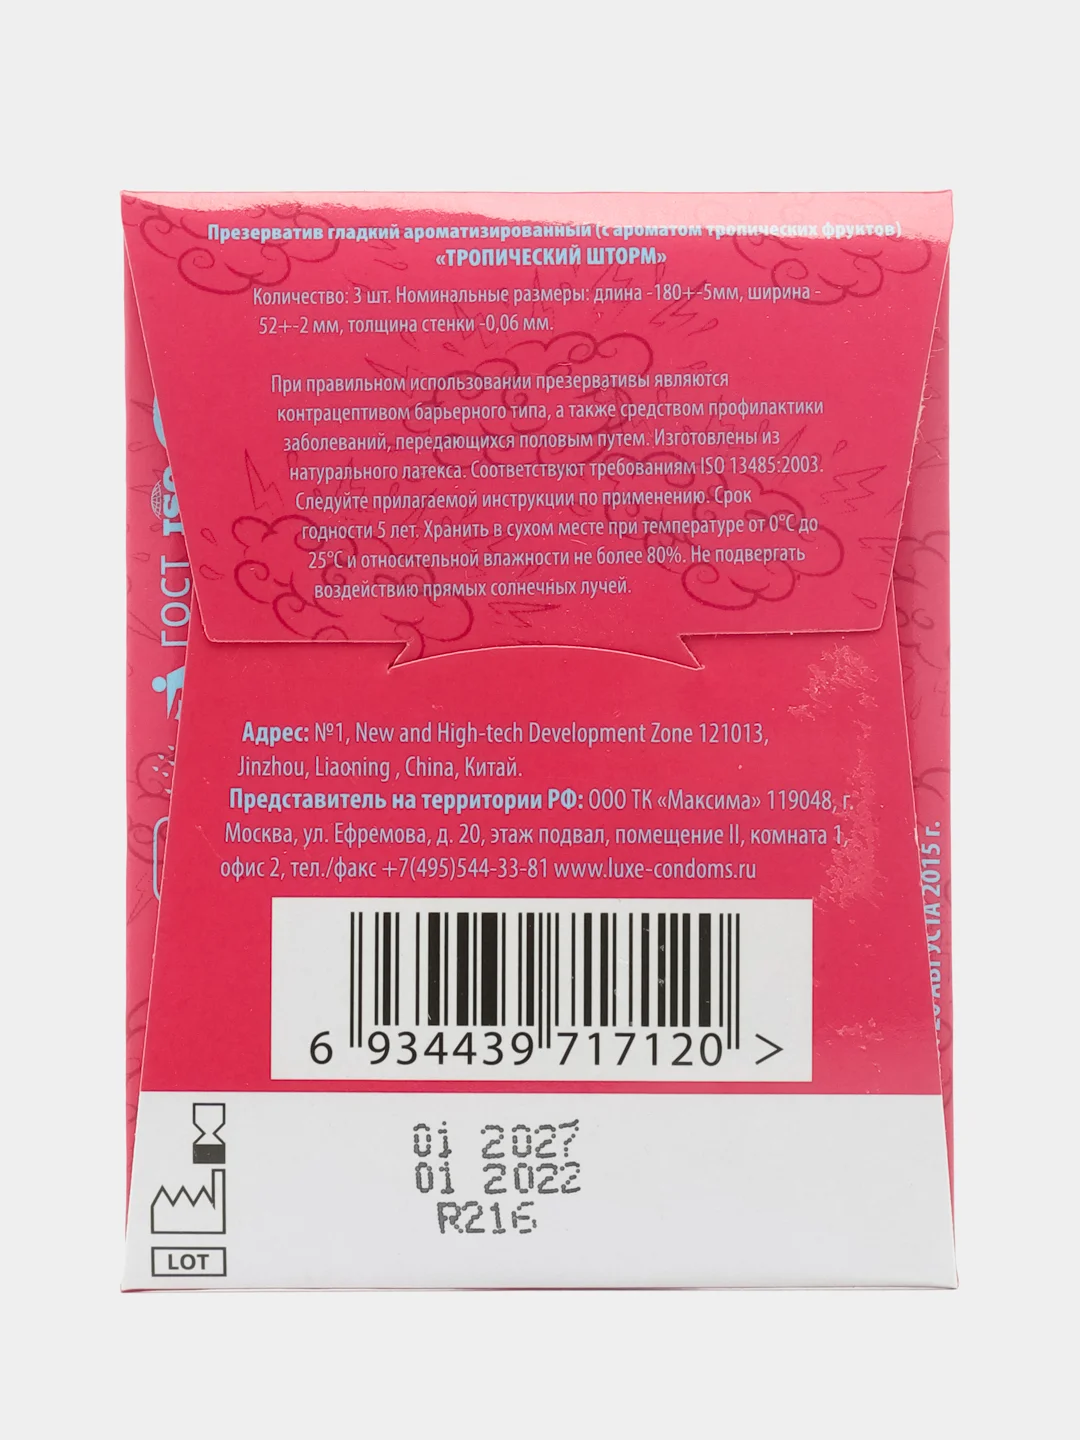 Презерватив гладкий ароматизированный (с ароматом тропических фруктов)
«ТРОПИЧЕСКИЙ ШТОРМ»
Количество: 3 шт. Номинальные размеры: длина -180+-5мм, ширина -
52+-2 мм, толщина стенки -0,06 мм.
При правильном использовании презервативы являются
контрацептивом барьерного типа, а также средством профилактики
заболеваний, передающихся половым путем. Изготовлены из
натурального латекса. Соответствуют требованиям ISO 13485:2003.
Следуйте прилагаемой инструкции по применению. Срок
годности 5 лет. Хранить в сухом месте при температуре от 0°С до
25°С и относительной влажности не более 80%. Не подвергать
воздействию прямых солнечных лучей.
ГОСТ ISO
Адрес: №1, New and High-tech Development Zone 121013,
Jinzhou, Liaoning , China, Китай.
Представитель на территории РФ: ООО ТК «Максима» 119048, г.
Москва, ул. Ефремова, д. 20, этаж подвал, помещение II, комната 1,
офис 2, тел./факс +7(495)544-33-81 www.luxe-condoms.ru
АВГУСТА 2015 г.
6 934439 717120 >
01 2027
01 2022
R216
LOT